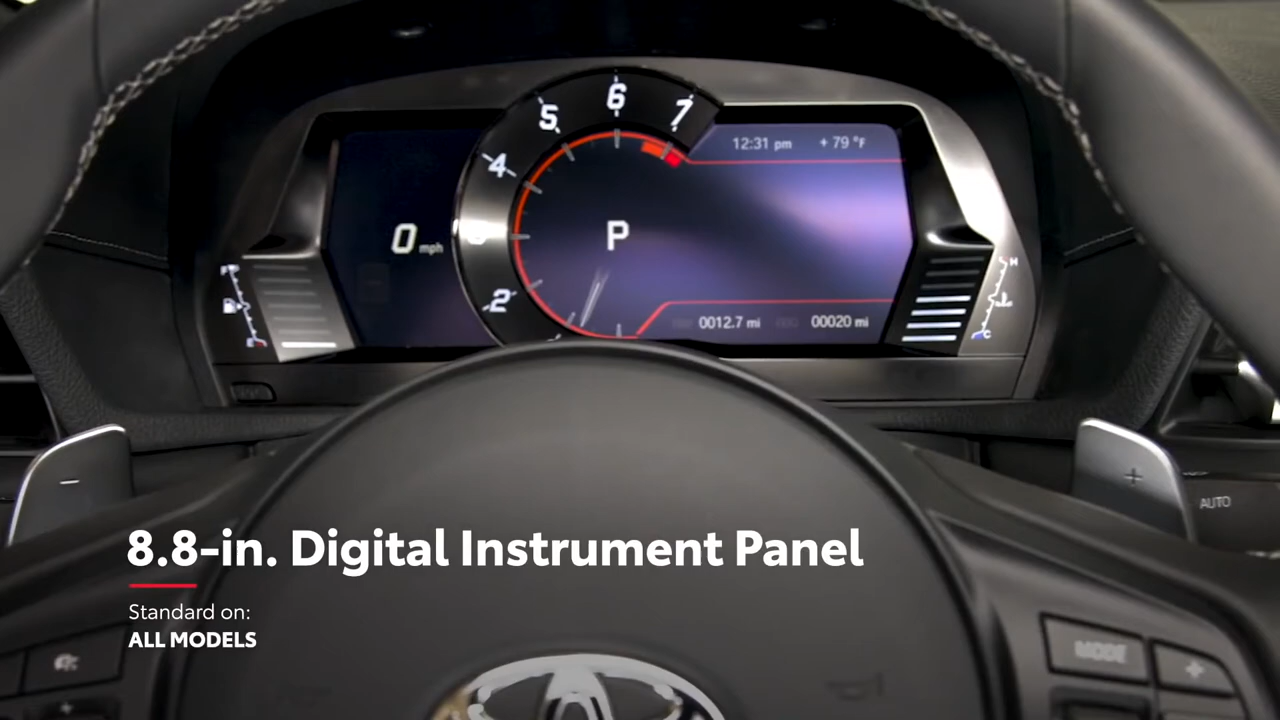 6
5
7
4
12:31 pm +79 °F
0 mph
P
F
H
2
0012.7 mi
00020 mi
C
−
+
AUTO
8.8-in. Digital Instrument Panel
Standard on:
ALL MODELS
MODE
+
+